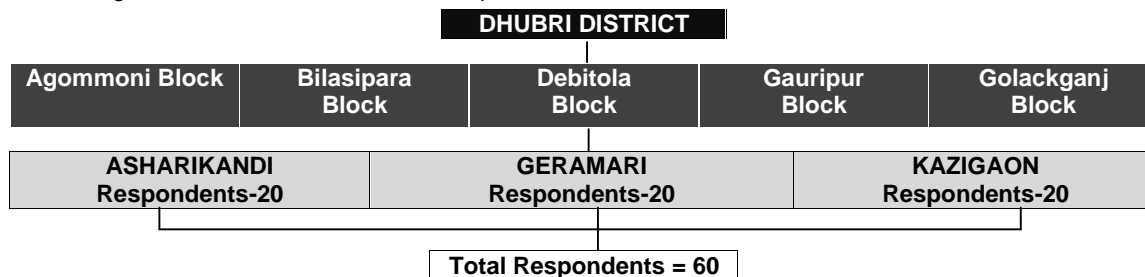 DHUBRI DISTRICT
Agommoni Block
Bilasipara
Block
Debitola
Block
Gauripur
Block
Golackganj
Block
ASHARIKANDI
Respondents-20
GERAMARI
Respondents-20
KAZIGAON
Respondents-20
Total Respondents = 60